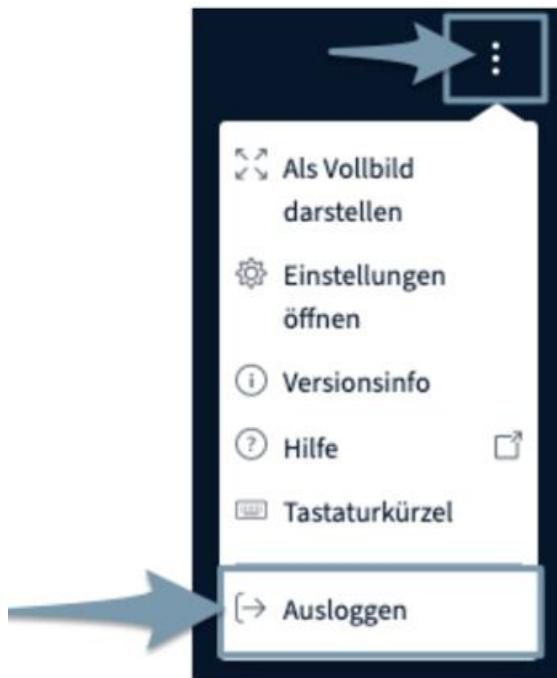 Als Vollbild
darstellen
Einstellungen
öffnen
Versionsinfo
Hilfe
Tastaturkürzel
Ausloggen